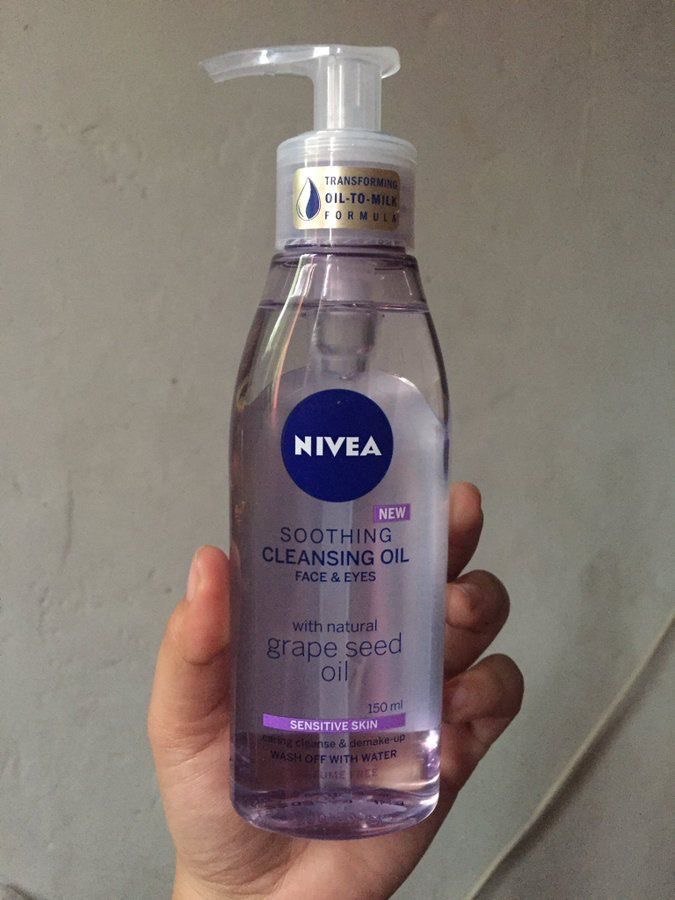 TRANSFORMING
OIL-TO-MILK
FORMULA
NIVEA
NEW
SOOTHING
CLEANSING OIL
FACE & EYES
with natural
grape seed
oil
150 ml
SENSITIVE SKIN
caring cleanse & demake-up
WASH OFF WITH WATER
FREE